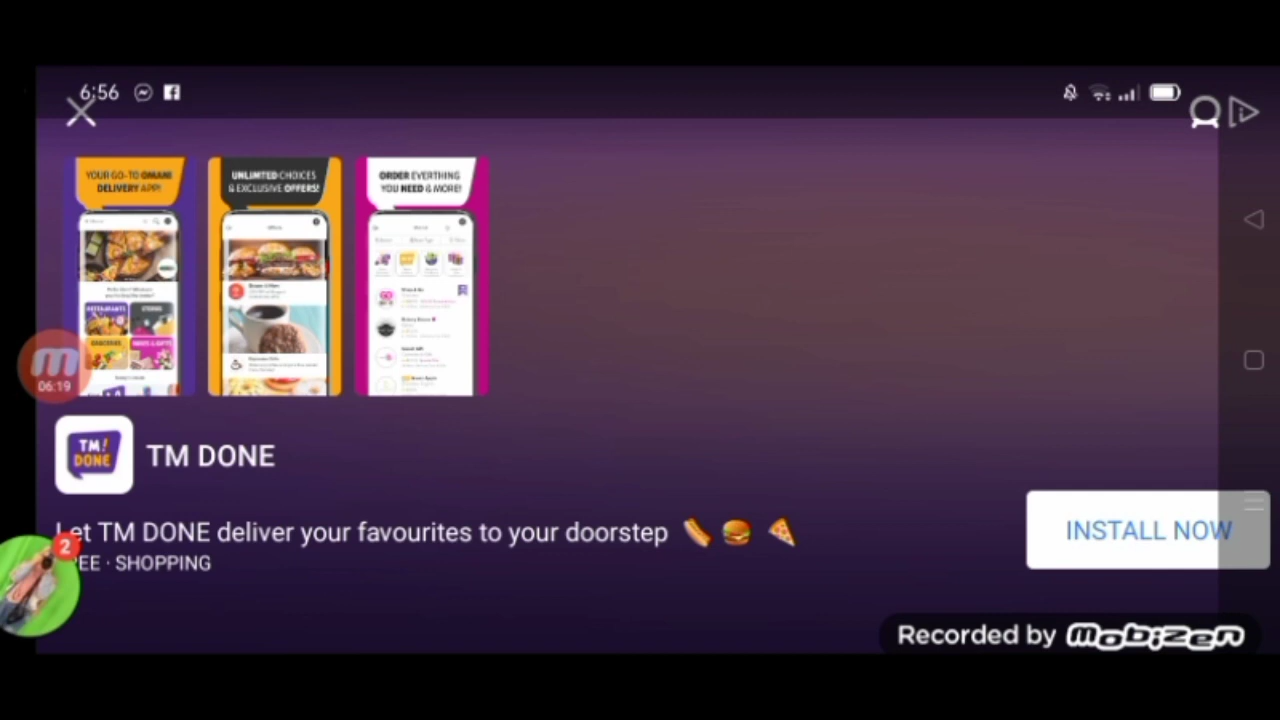 6:56
YOUR GO-TO OMANI
DELIVERY APP!
UNLIMITED CHOICES
& EXCLUSIVE OFFERS!
ORDER EVERYTHING
YOU NEED & MORE!
RESTAURANTS
GROCERIES
06:19
TM!
DONE
TM DONE
Let TM DONE deliver your favourites to your doorstep 🌭 🍔 🍕
EE · SHOPPING
INSTALL NOW
2
Recorded by mobizen